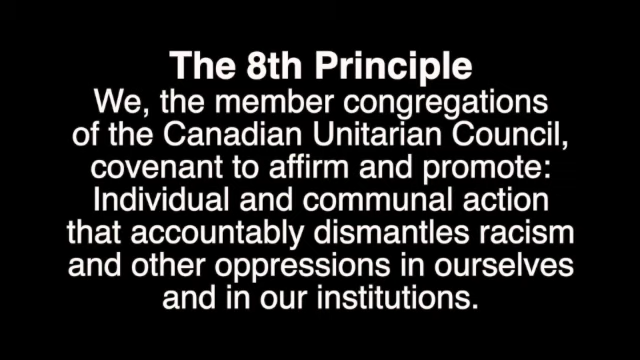 The 8th Principle
We, the member congregations
of the Canadian Unitarian Council,
covenant to affirm and promote:
Individual and communal action
that accountably dismantles racism
and other oppressions in ourselves
and in our institutions.